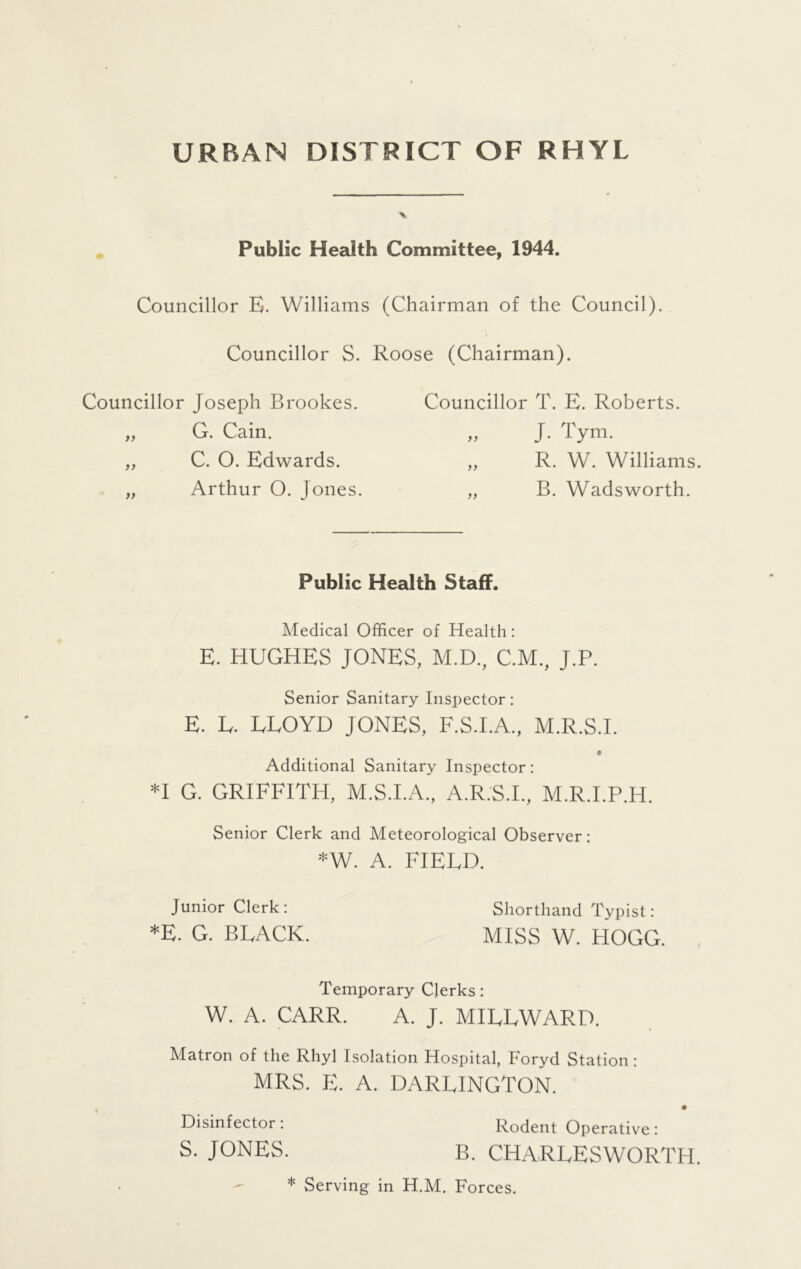 URBAN DISTRICT OF RHYL
Public Health Committee, 1944.
Councillor E. Williams (Chairman of the Council).
Councillor S. Roose (Chairman).
Councillor Joseph Brookes.
„ G. Cain.
„ C. O. Edwards.
„ Arthur O. Jones.
Councillor T. E. Roberts.
„ J. Tym.
„ R. W. Williams.
„ B. Wadsworth.
Public Health Staff.
Medical Officer of Health:
E. HUGHES JONES, M.D., C.M., J.P.
Senior Sanitary Inspector:
E. L. LLOYD JONES, F.S.I.A., M.R.S.I.
Additional Sanitary Inspector:
*I G. GRIFFITH, M.S.I.A., A.R.S.I., M.R.I.P.H.
Senior Clerk and Meteorological Observer:
*W. A. FIELD.
Junior Clerk:
*E. G. BLACK.
Shorthand Typist:
MISS W. HOGG.
Temporary Clerks:
W. A. CARR. A. J. MILLWARD.
Matron of the Rhyl Isolation Hospital, Foryd Station:
MRS. E. A. DARLINGTON.
Disinfector:
S. JONES.
Rodent Operative:
B. CHARLESWORTH.
* Serving in H.M. Forces.